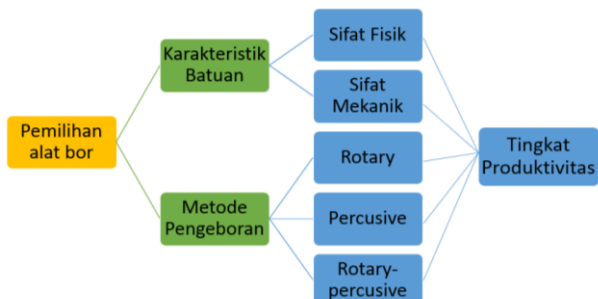 Pemilihan
alat bor
Karakteristik
Batuan
Metode
Pengeboran
Sifat Fisik
Sifat
Mekanik
Rotary
Percusive
Rotary-
percusive
Tingkat
Produktivitas